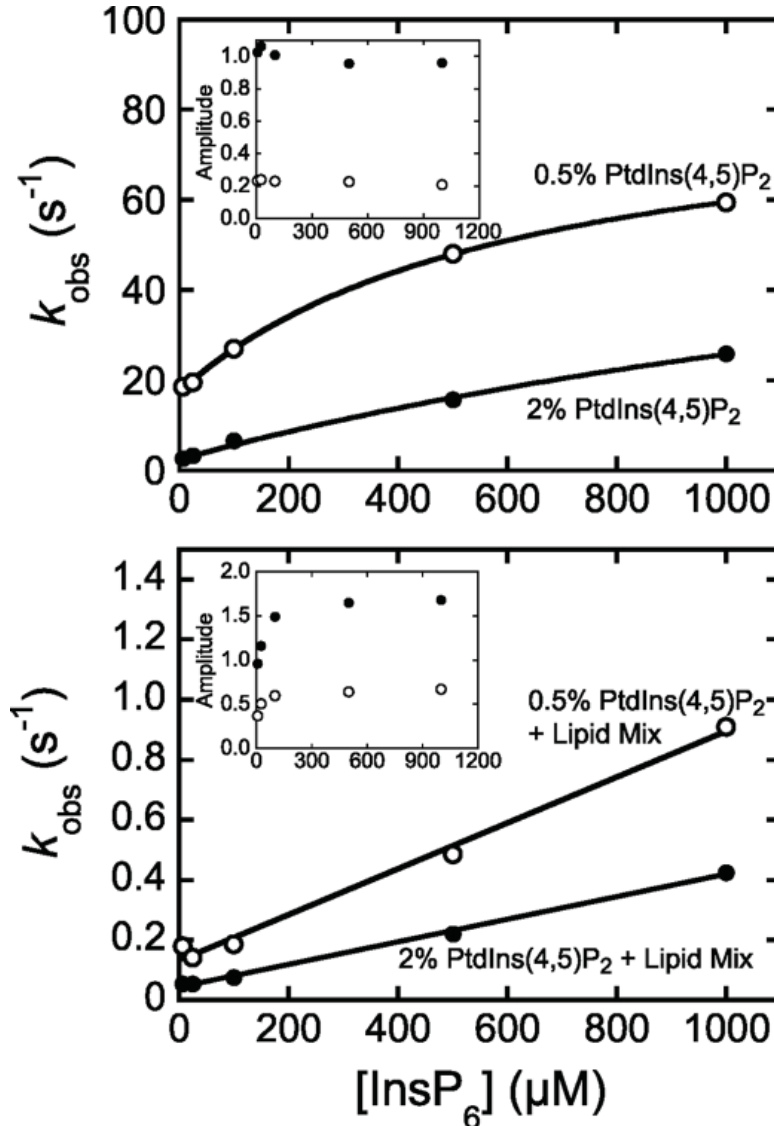 100
80
60
40
20
0
k_obs (s⁻¹)
1.0
0.8
0.6
0.4
0.2
0.0
Amplitude
0 300 600 900 1200
0.5% PtdIns(4,5)P₂
2% PtdIns(4,5)P₂
0 200 400 600 800 1000
1.4
1.2
1.0
0.8
0.6
0.4
0.2
0
k_obs (s⁻¹)
2.0
1.5
1.0
0.5
0.0
Amplitude
0 300 600 900 1200
0.5% PtdIns(4,5)P₂
+ Lipid Mix
2% PtdIns(4,5)P₂ + Lipid Mix
0 200 400 600 800 1000
[InsP₆] (μM)